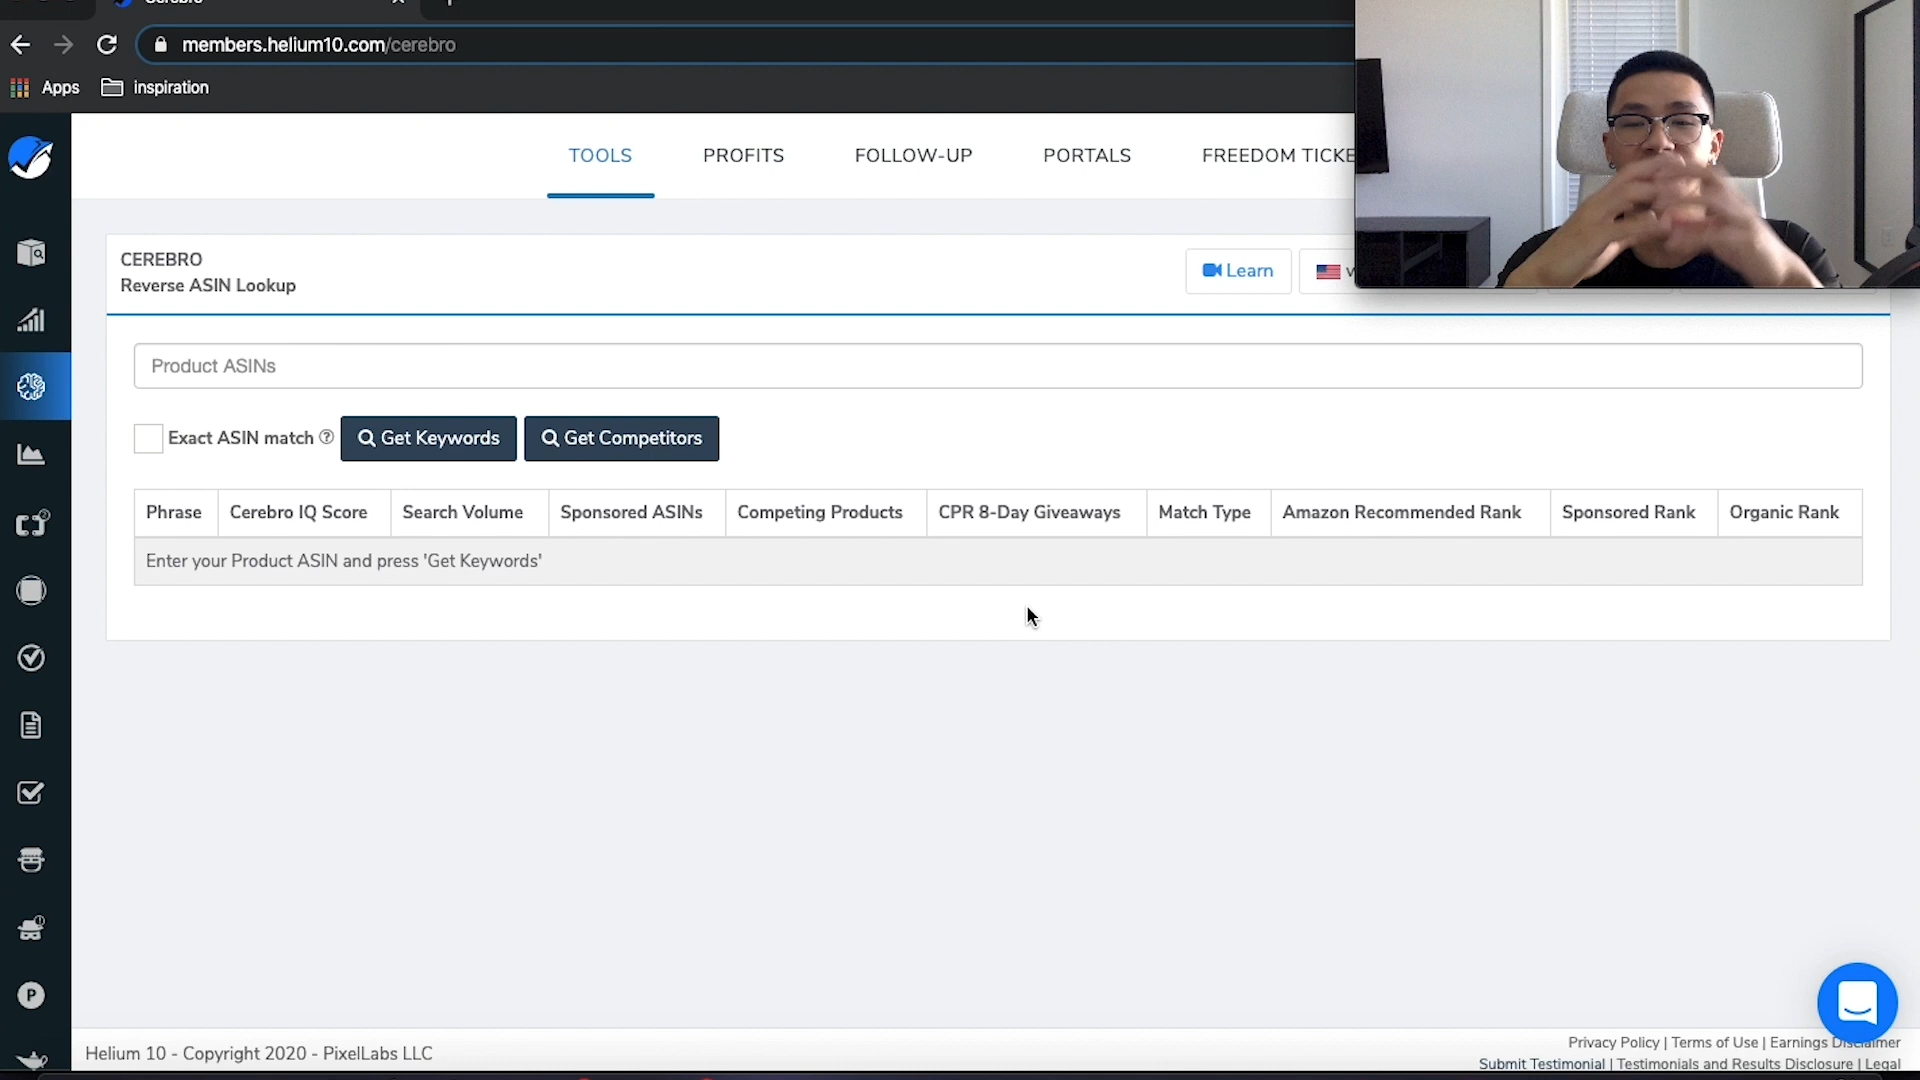 members.helium10.com/cerebro
Apps
inspiration
TOOLS
PROFITS
FOLLOW-UP
PORTALS
FREEDOM TICKE
CEREBRO
Reverse ASIN Lookup
Learn
Product ASINs
Exact ASIN match ?
Get Keywords
Get Competitors
Phrase
Cerebro IQ Score
Search Volume
Sponsored ASINs
Competing Products
CPR 8-Day Giveaways
Match Type
Amazon Recommended Rank
Sponsored Rank
Organic Rank
Enter your Product ASIN and press 'Get Keywords'
P
Helium 10 - Copyright 2020 - PixelLabs LLC
Privacy Policy | Terms of Use | Earnings Disclaimer
Submit Testimonial | Testimonials and Results Disclosure | Legal